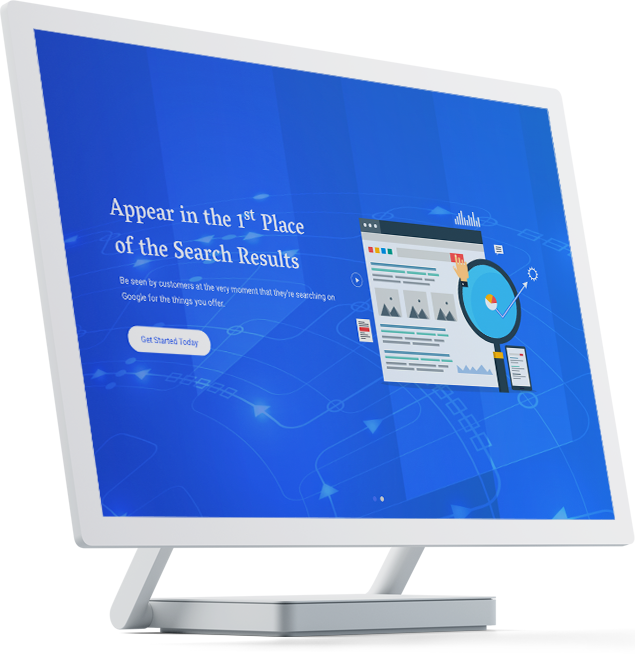 Appear in the 1st Place
of the Search Results
Be seen by customers at the very moment that they're searching on
Google for the things you offer.
Get Started Today